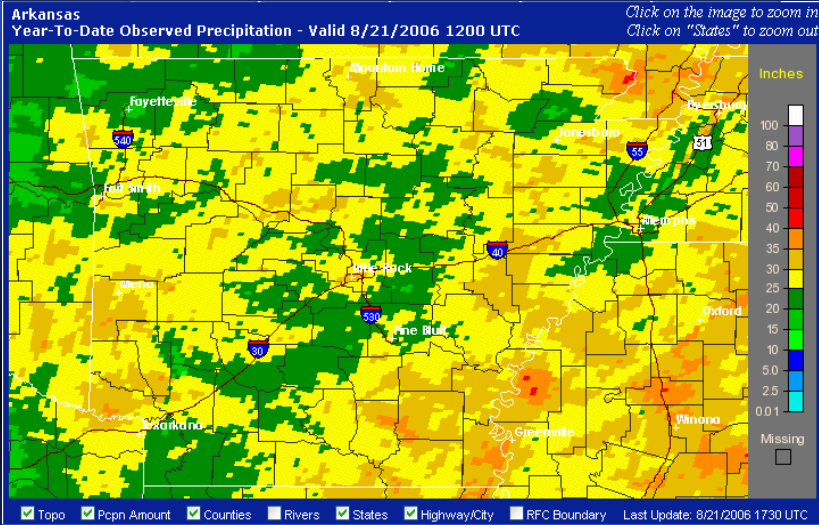 Arkansas
Year-To-Date Observed Precipitation - Valid 8/21/2006 1200 UTC
Click on the image to zoom in
Click on "States" to zoom out
Inches
100
80
70
60
50
40
35
30
25
20
15
10
5.0
2.5
0.01
Missing
Mountain Home
Fayetteville
540
Dyersburg
Jonesboro
55
51
Fort Smith
Memphis
40
Little Rock
Mena
530
Oxford
Pine Bluff
30
Texarkana
Greenville
Winona
Topo
Pcpn Amount
Counties
Rivers
States
Highway/City
RFC Boundary
Last Update: 8/21/2006 1730 UTC